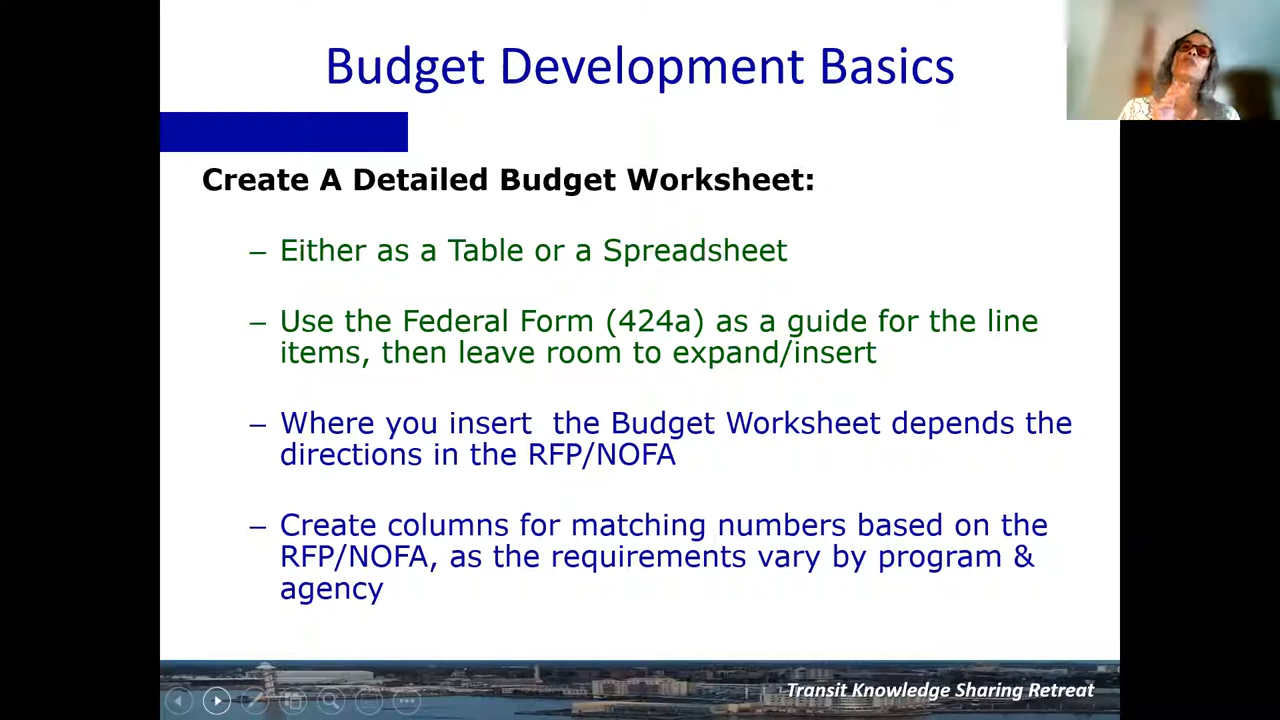 Budget Development Basics
Create A Detailed Budget Worksheet:
– Either as a Table or a Spreadsheet
– Use the Federal Form (424a) as a guide for the line
items, then leave room to expand/insert
– Where you insert  the Budget Worksheet depends the
directions in the RFP/NOFA
– Create columns for matching numbers based on the
RFP/NOFA, as the requirements vary by program &
agency
Transit Knowledge Sharing Retreat